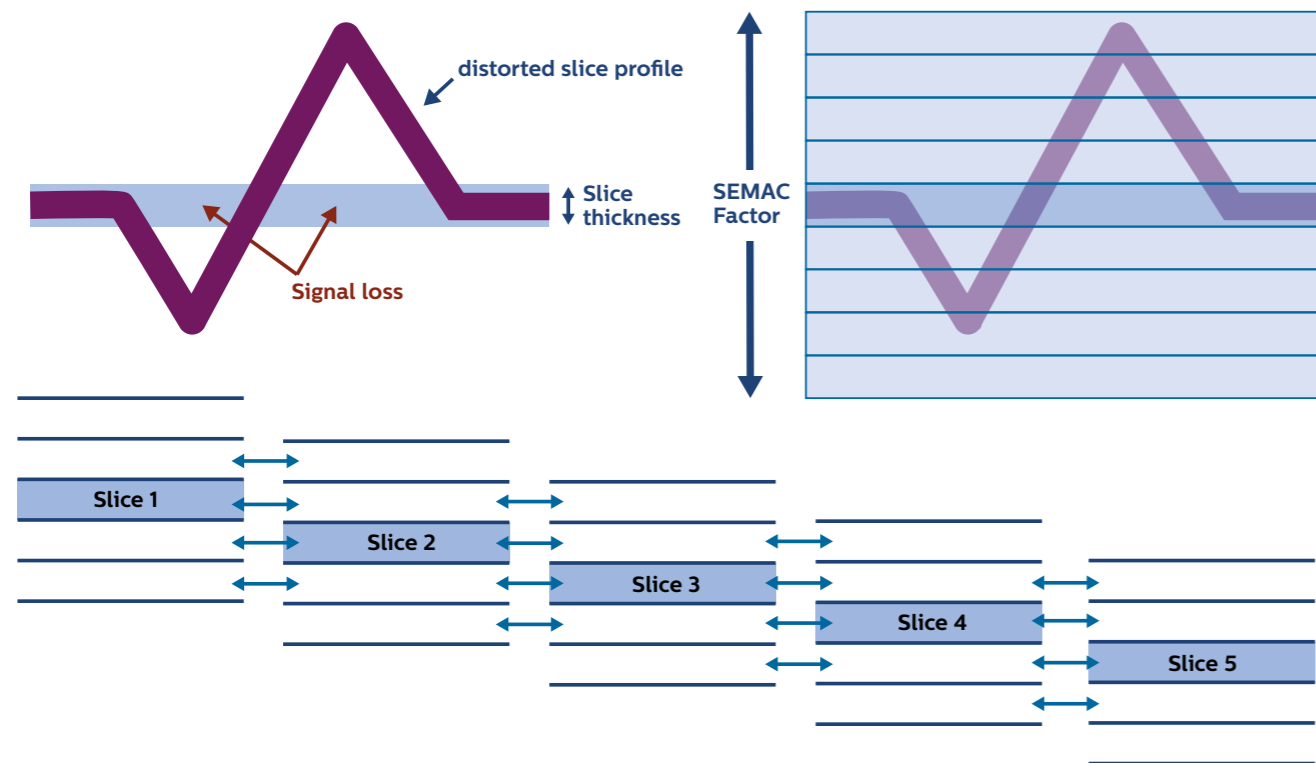 distorted slice profile
Slice
thickness
Signal loss
SEMAC
Factor
Slice 1
Slice 2
Slice 3
Slice 4
Slice 5